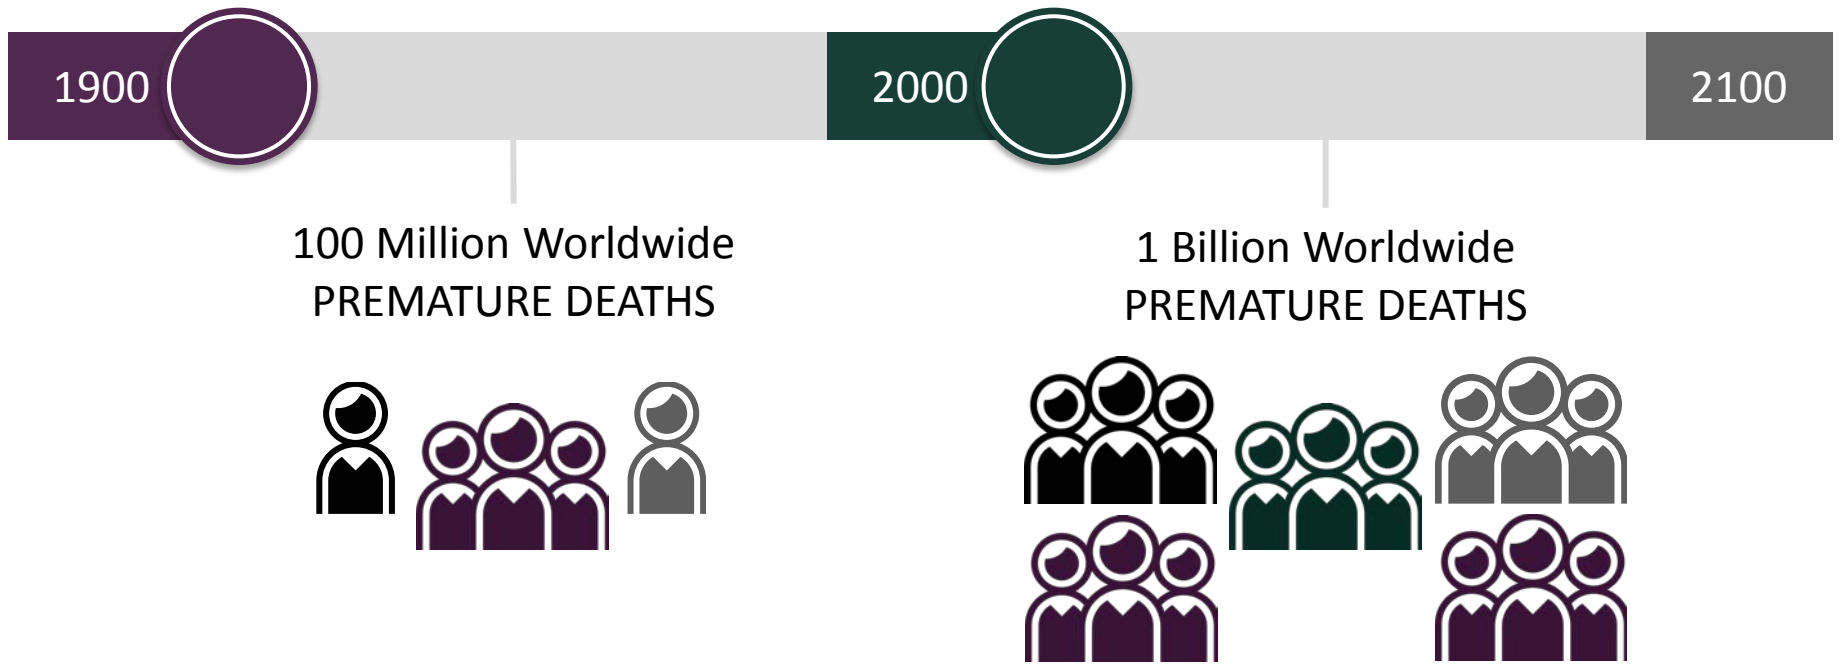 1900
2000
2100
100 Million Worldwide
PREMATURE DEATHS
1 Billion Worldwide
PREMATURE DEATHS